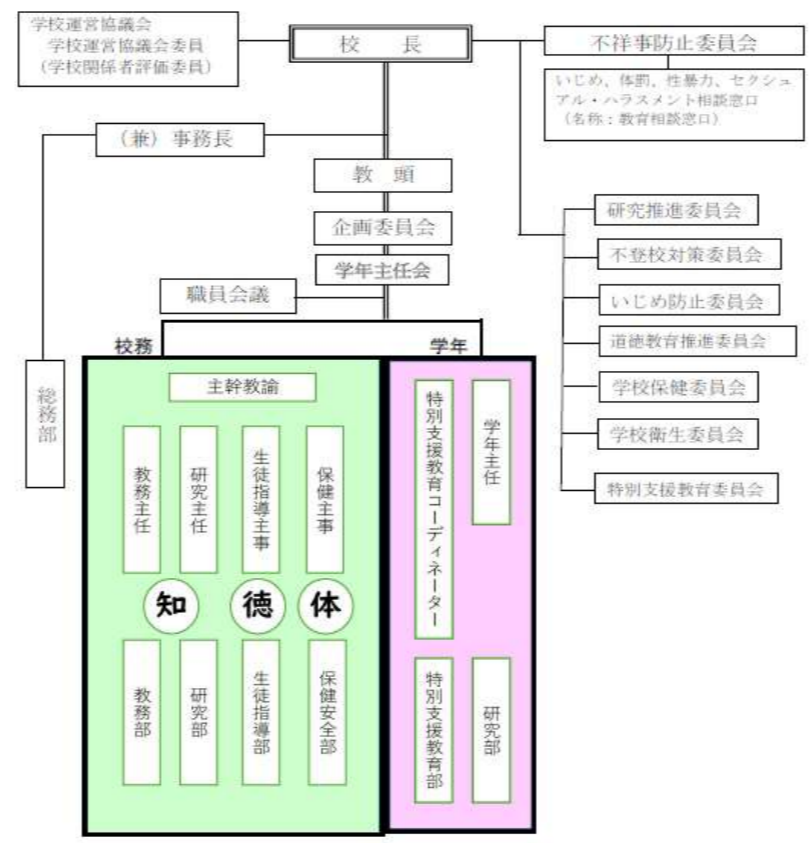 学校運営協議会
学校運営協議会委員
(学校関係者評価委員)
校　長
不祥事防止委員会
いじめ、体罰、性暴力、セクシュ
アル・ハラスメント相談窓口
(名称:教育相談窓口)
(兼)事務長
教　頭
企画委員会
学年主任会
職員会議
研究推進委員会
不登校対策委員会
いじめ防止委員会
道徳教育推進委員会
学校保健委員会
学校衛生委員会
特別支援教育委員会
総務部
校務
学年
主幹教諭
教務主任
研究主任
生徒指導主事
保健主事
特別支援教育コーディネーター
学年主任
知
徳
体
教務部
研究部
生徒指導部
保健安全部
特別支援教育部
研究部